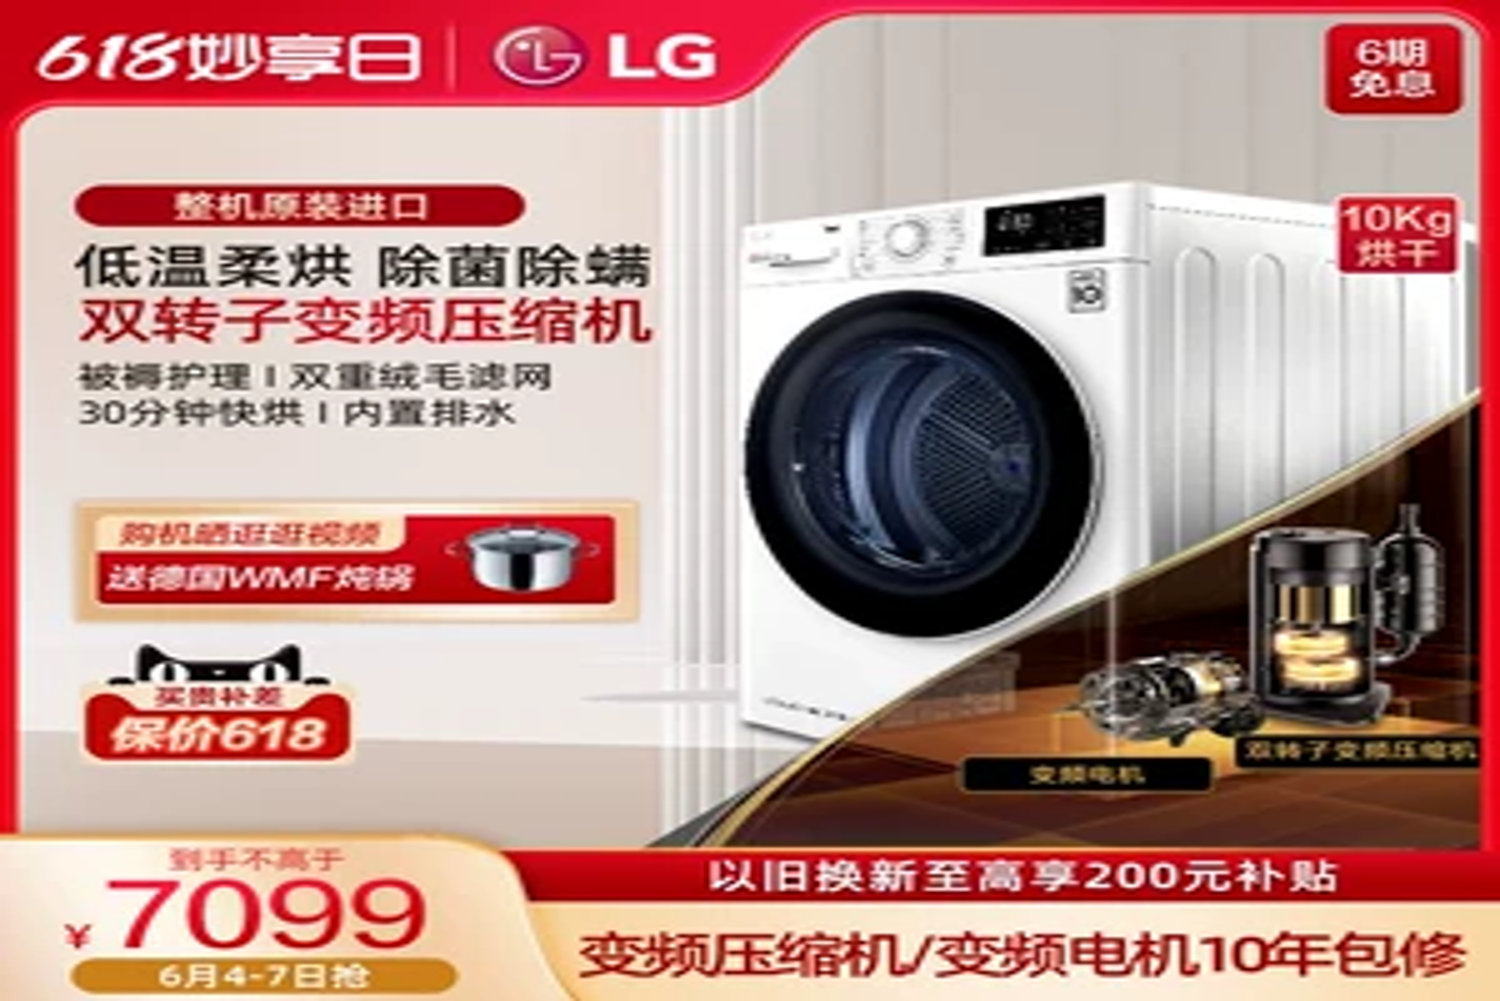 618妙享日
LG
6期
免息
整机原装进口
10Kg
烘干
低温柔烘 除菌除螨
双转子变频压缩机
被褥护理 | 双重绒毛滤网
30分钟快烘 | 内置排水
购机晒逛逛视频
送德国WMF炖锅
买贵补差
保价618
双转子变频压缩机
变频电机
到手不高于
¥7099
6月4-7日抢
以旧换新至高享200元补贴
变频压缩机/变频电机10年包修